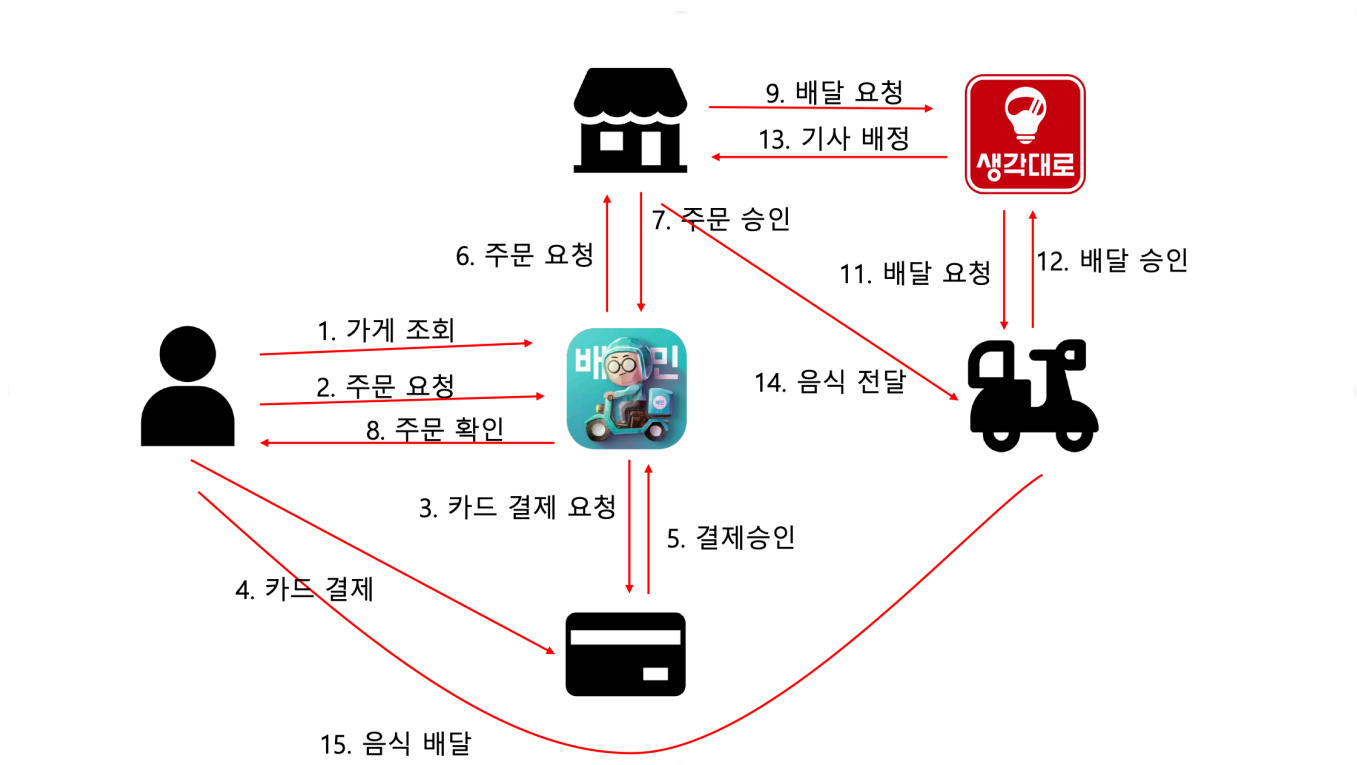 9. 배달 요청
13. 기사 배정
생각대로
7. 주문 승인
6. 주문 요청
11. 배달 요청
12. 배달 승인
1. 가게 조회
배민
2. 주문 요청
14. 음식 전달
8. 주문 확인
3. 카드 결제 요청
5. 결제승인
4. 카드 결제
15. 음식 배달